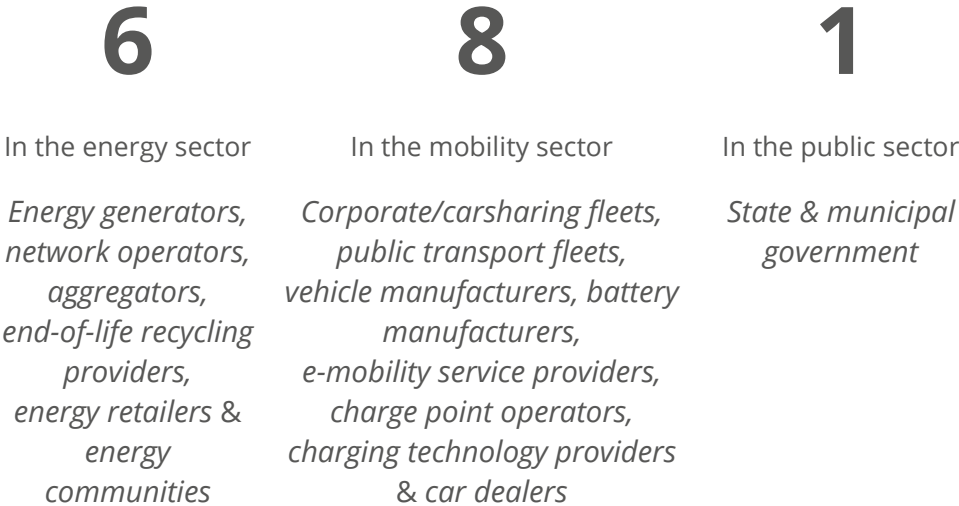 6
In the energy sector
Energy generators,
network operators,
aggregators,
end-of-life recycling
providers,
energy retailers &
energy
communities
8
In the mobility sector
Corporate/carsharing fleets,
public transport fleets,
vehicle manufacturers, battery
manufacturers,
e-mobility service providers,
charge point operators,
charging technology providers
& car dealers
1
In the public sector
State & municipal
government